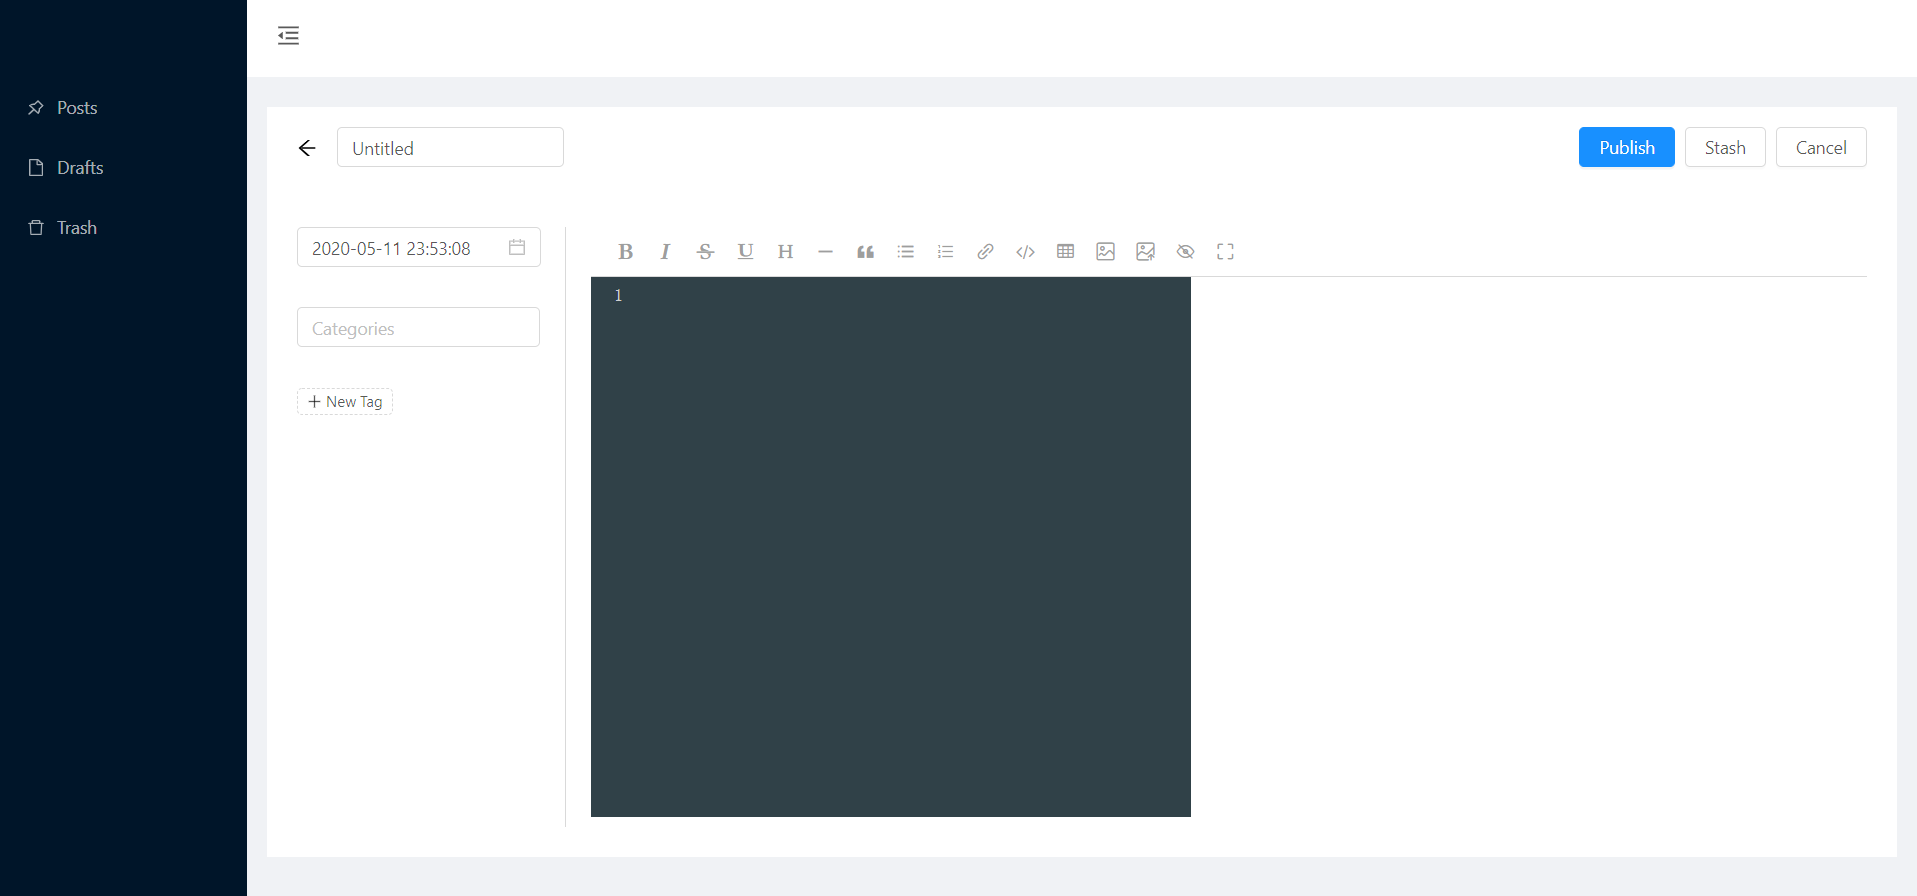 Posts
Drafts
Trash
Untitled
Publish
Stash
Cancel
2020-05-11 23:53:08
Categories
+ New Tag
B I S U H
1